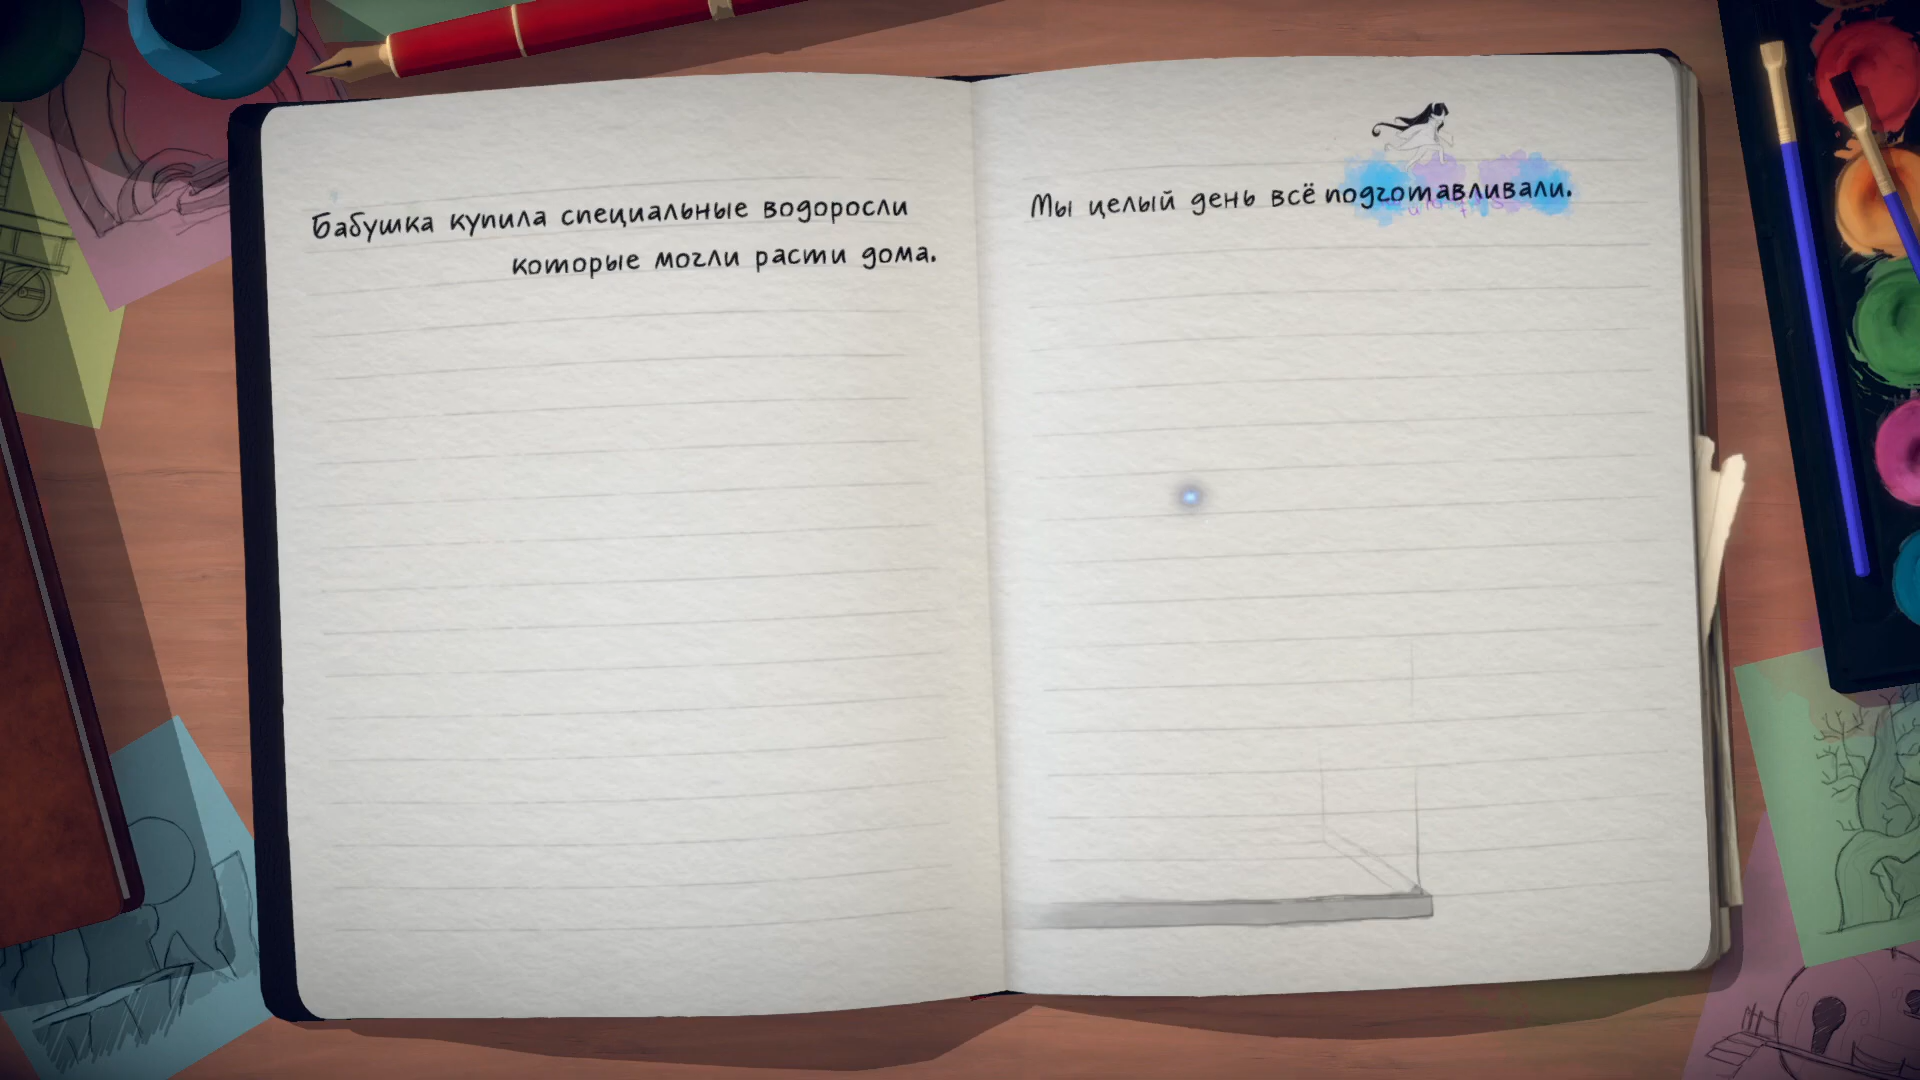 Бабушка купила специальные водоросли
которые могли расти дома.
Мы целый день всё подготавливали.